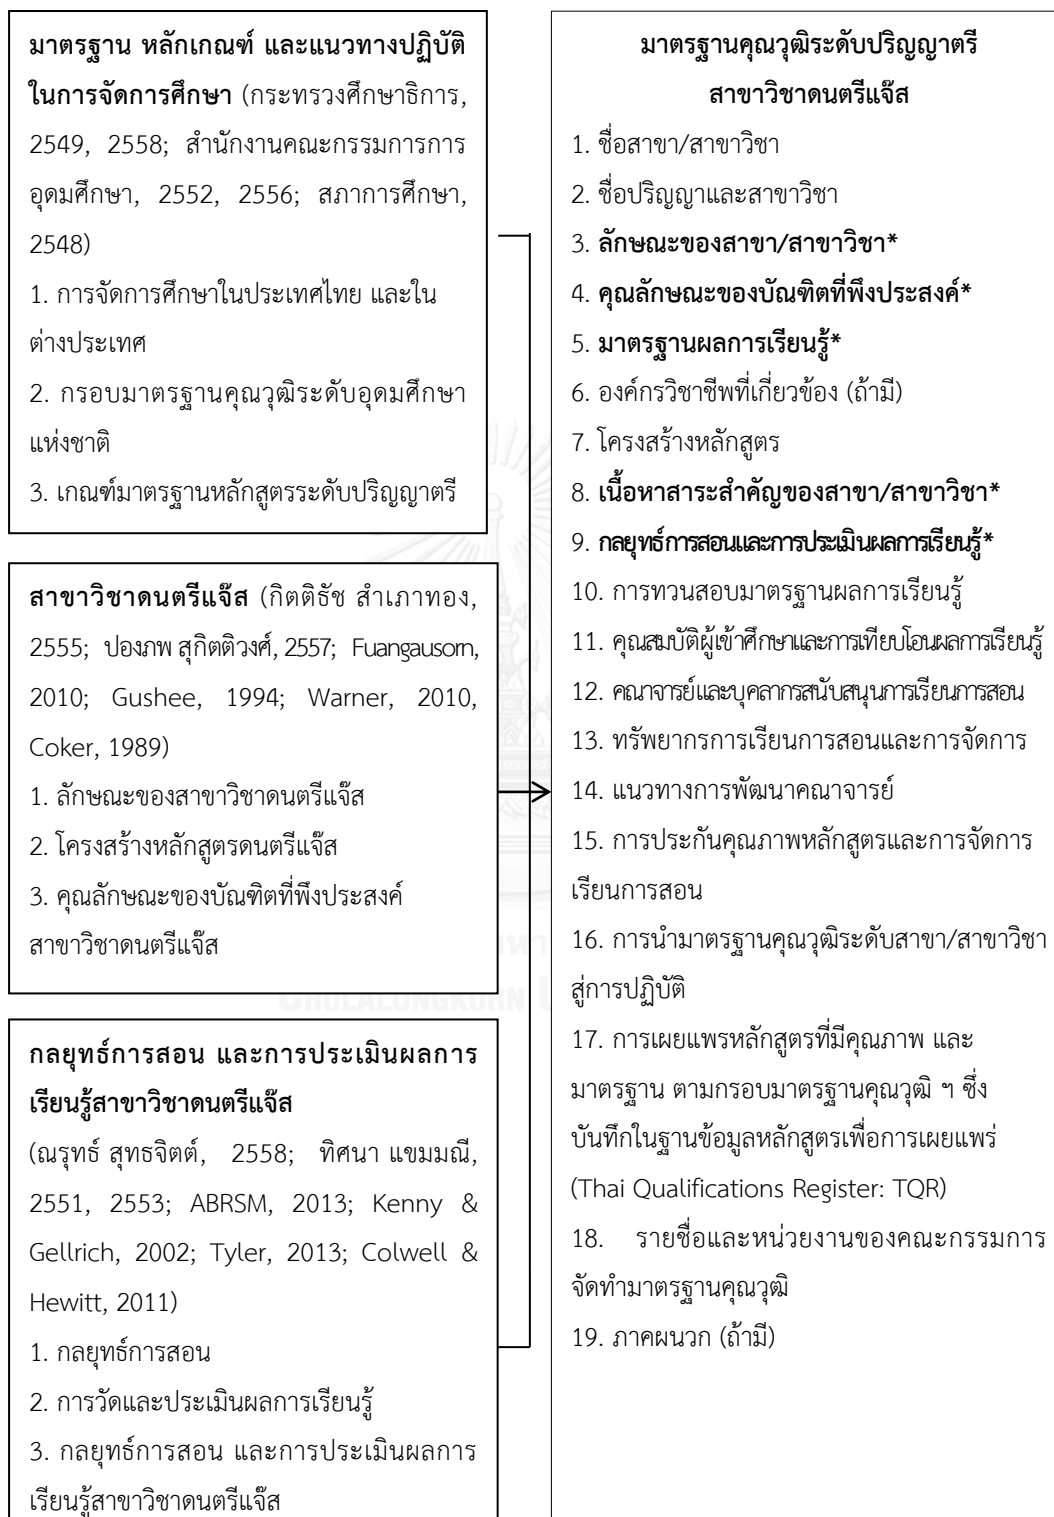 มาตรฐาน หลักเกณฑ์ และแนวทางปฏิบัติ
ในการจัดการศึกษา (กระทรวงศึกษาธิการ,
2549, 2558; สำนักงานคณะกรรมการการ
อุดมศึกษา, 2552, 2556; สภาการศึกษา,
2548)
1. การจัดการศึกษาในประเทศไทย และใน
ต่างประเทศ
2. กรอบมาตรฐานคุณวุฒิระดับอุดมศึกษา
แห่งชาติ
3. เกณฑ์มาตรฐานหลักสูตรระดับปริญญาตรี
สาขาวิชาดนตรีแจ๊ส (กิตติธัช สำเภาทอง,
2555; ปองภพ สุกิตติวงศ์, 2557; Fuangausorn,
2010; Gushee, 1994; Warner, 2010,
Coker, 1989)
1. ลักษณะของสาขาวิชาดนตรีแจ๊ส
2. โครงสร้างหลักสูตรดนตรีแจ๊ส
3. คุณลักษณะของบัณฑิตที่พึงประสงค์
สาขาวิชาดนตรีแจ๊ส
กลยุทธ์การสอน และการประเมินผลการ
เรียนรู้สาขาวิชาดนตรีแจ๊ส
(ณรุทธ์ สุทธจิตต์, 2558; ทิศนา แขมมณี,
2551, 2553; ABRSM, 2013; Kenny &
Gellrich, 2002; Tyler, 2013; Colwell &
Hewitt, 2011)
1. กลยุทธ์การสอน
2. การวัดและประเมินผลการเรียนรู้
3. กลยุทธ์การสอน และการประเมินผลการ
เรียนรู้สาขาวิชาดนตรีแจ๊ส
มาตรฐานคุณวุฒิระดับปริญญาตรี
สาขาวิชาดนตรีแจ๊ส
1. ชื่อสาขา/สาขาวิชา
2. ชื่อปริญญาและสาขาวิชา
3. ลักษณะของสาขา/สาขาวิชา*
4. คุณลักษณะของบัณฑิตที่พึงประสงค์*
5. มาตรฐานผลการเรียนรู้*
6. องค์กรวิชาชีพที่เกี่ยวข้อง (ถ้ามี)
7. โครงสร้างหลักสูตร
8. เนื้อหาสาระสำคัญของสาขา/สาขาวิชา*
9. กลยุทธ์การสอนและการประเมินผลการเรียนรู้*
10. การทวนสอบมาตรฐานผลการเรียนรู้
11. คุณสมบัติผู้เข้าศึกษาและการเทียบโอนผลการเรียนรู้
12. คณาจารย์และบุคลากรสนับสนุนการเรียนการสอน
13. ทรัพยากรการเรียนการสอนและการจัดการ
14. แนวทางการพัฒนาคณาจารย์
15. การประกันคุณภาพหลักสูตรและการจัดการ
เรียนการสอน
16. การนำมาตรฐานคุณวุฒิระดับสาขา/สาขาวิชา
สู่การปฏิบัติ
17. การเผยแพรหลักสูตรที่มีคุณภาพ และ
มาตรฐาน ตามกรอบมาตรฐานคุณวุฒิ ฯ ซึ่ง
บันทึกในฐานข้อมูลหลักสูตรเพื่อการเผยแพร่
(Thai Qualifications Register: TQR)
18. รายชื่อและหน่วยงานของคณะกรรมการ
จัดทำมาตรฐานคุณวุฒิ
19. ภาคผนวก (ถ้ามี)